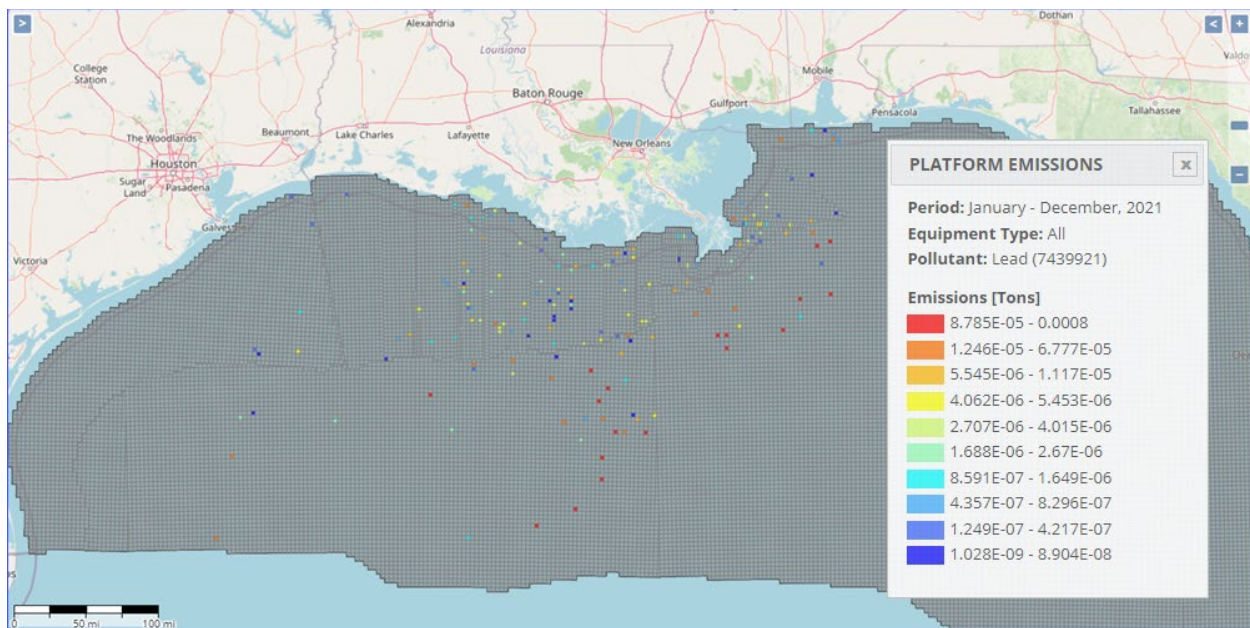 >
<
+
−
Alexandria
Dothan
Louisiana
College
Station
Valdo
Baton Rouge
Mobile
Gulfport
Pensacola
Tallahassee
The Woodlands
Beaumont
Lake Charles
Lafayette
New Orleans
Houston
Sugar
Land
Pasadena
Galves
Victoria
PLATFORM EMISSIONS
x
Period: January - December, 2021
Equipment Type: All
Pollutant: Lead (7439921)
Emissions [Tons]
8.785E-05 - 0.0008
1.246E-05 - 6.777E-05
5.545E-06 - 1.117E-05
4.062E-06 - 5.453E-06
2.707E-06 - 4.015E-06
1.688E-06 - 2.67E-06
8.591E-07 - 1.649E-06
4.357E-07 - 8.296E-07
1.249E-07 - 4.217E-07
1.028E-09 - 8.904E-08
0 50 mi 100 mi